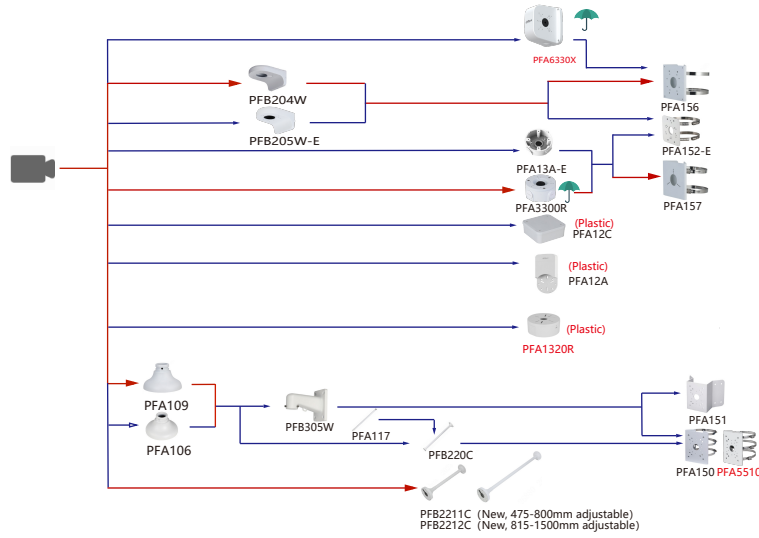 PFA6330X
PFB204W
PFA156
PFB205W-E
PFA152-E
PFA13A-E
PFA3300R
PFA157
(Plastic)
PFA12C
(Plastic)
PFA12A
(Plastic)
PFA1320R
PFA109
PFA151
PFB305W
PFA117
PFA106
PFB220C
PFA150 PFA5510
PFB2211C (New, 475-800mm adjustable)
PFB2212C (New, 815-1500mm adjustable)